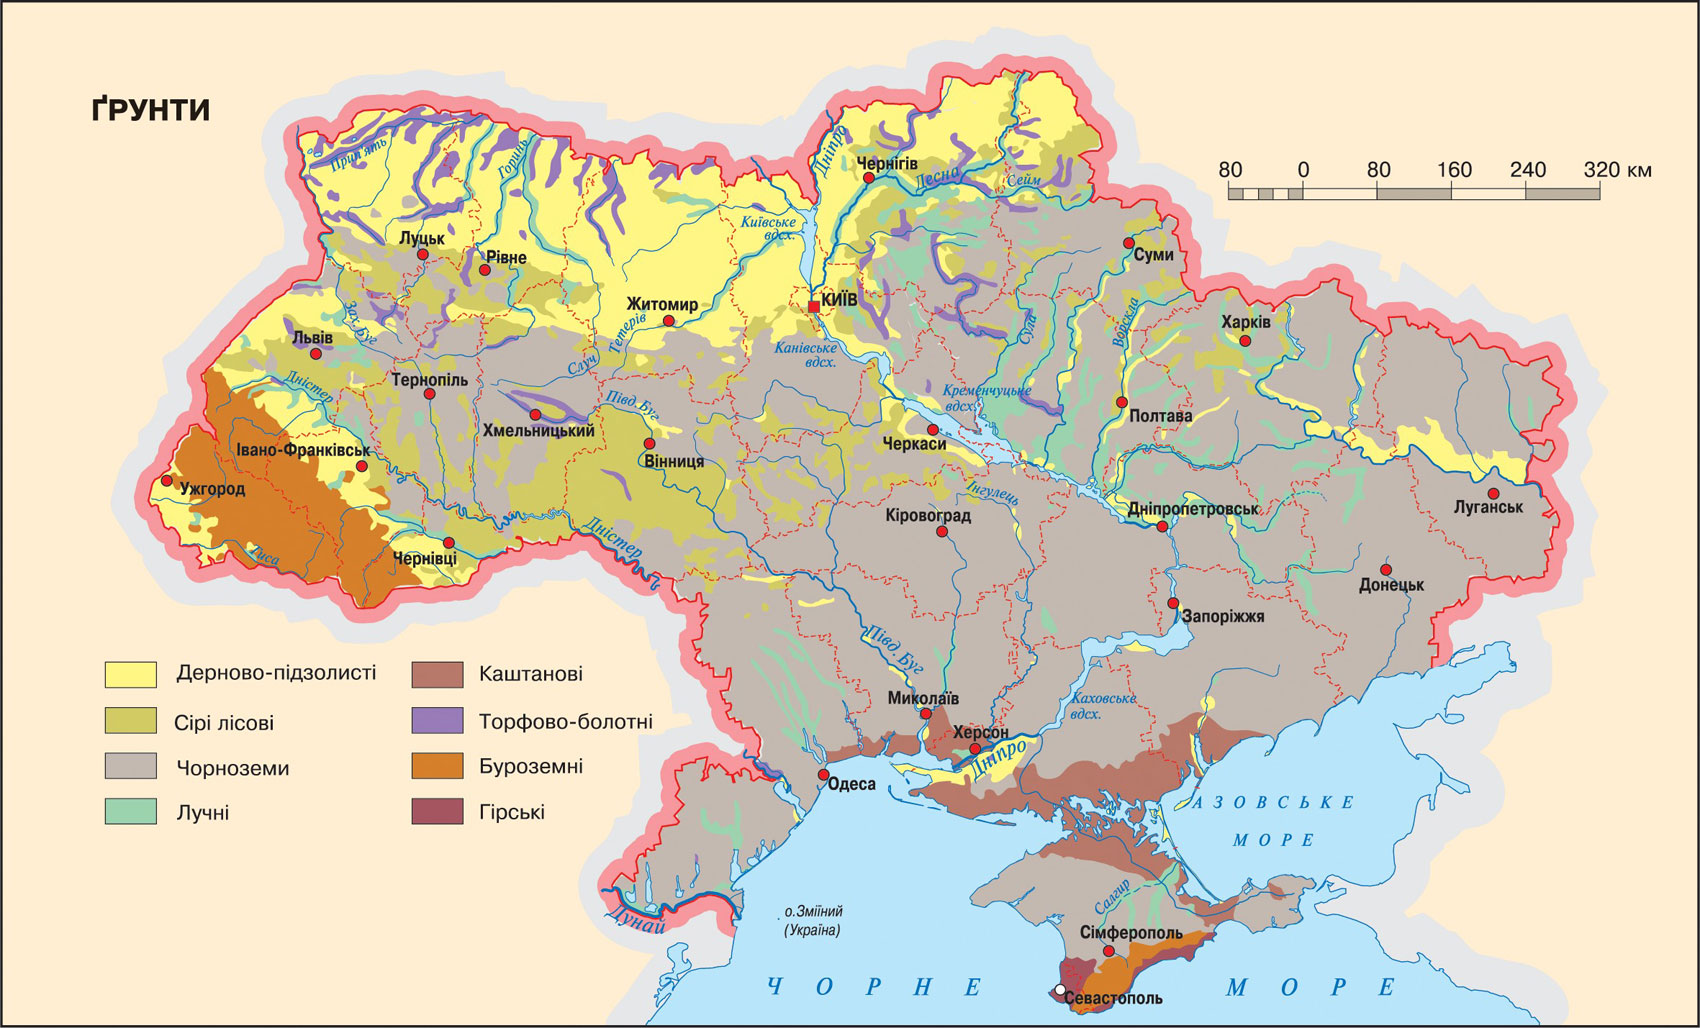 ҐРУНТИ
80 0 80 160 240 320 км
Прип'ять
Горинь
Дніпро
Чернігів
Десна
Сейм
Київське
вдсх.
Луцьк
Рівне
Суми
Житомир
КИЇВ
Зах.Буг
Львів
Тетерів
Случ
Канівське
вдсх.
Сула
Ворскла
Харків
Дністер
Тернопіль
Хмельницький
Півд.Буг
Вінниця
Кременчуцьке
вдсх.
Черкаси
Полтава
Івано-Франківськ
Ужгород
Тиса
Чернівці
Дністер
Інгулець
Кіровоград
Дніпропетровськ
Луганськ
Донецьк
Запоріжжя
Півд.Буг
Миколаїв
Херсон
Дніпро
Каховське
вдсх.
Одеса
Дерново-підзолисті
Сірі лісові
Чорноземи
Лучні
Каштанові
Торфово-болотні
Буроземні
Гірські
АЗОВСЬКЕ
МОРЕ
Дунай
о.Зміїний
(Україна)
Салгир
Сімферополь
Севастополь
ЧОРНЕ МОРЕ